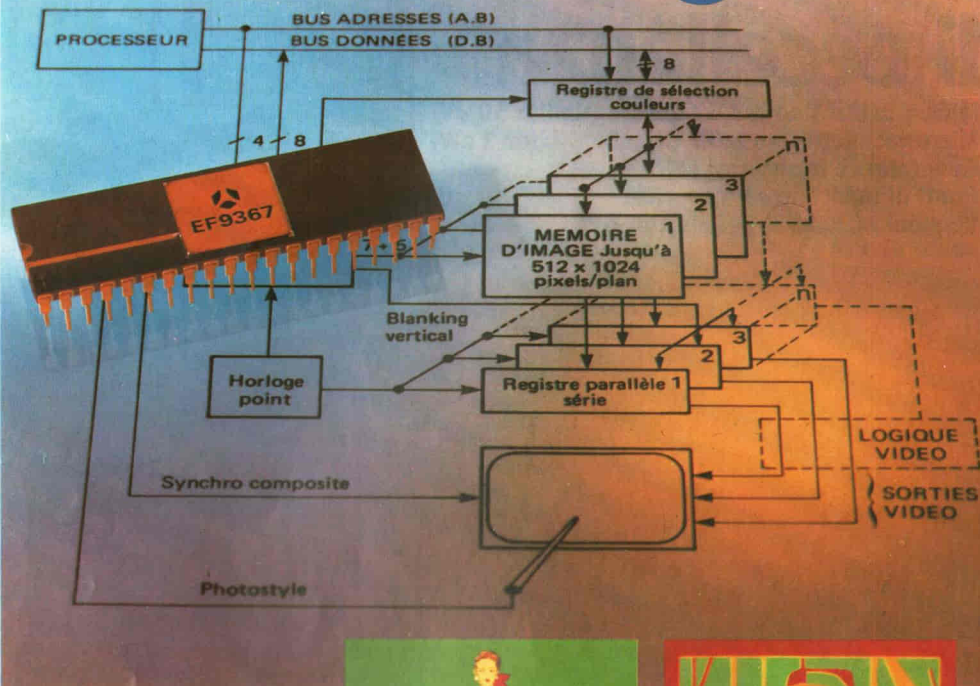 BUS ADRESSES (A.B)
PROCESSEUR
BUS DONNÉES (D.B)
8
Registre de sélection
couleurs
4 8
n
EF9367
3
2
MEMOIRE 1
D'IMAGE Jusqu'à
512 x 1024
pixels/plan
7 + 5
n
Blanking
vertical
3
2
Registre parallèle 1
série
Horloge
point
LOGIQUE
VIDEO
Synchro composite
SORTIES
VIDEO
Photostyle